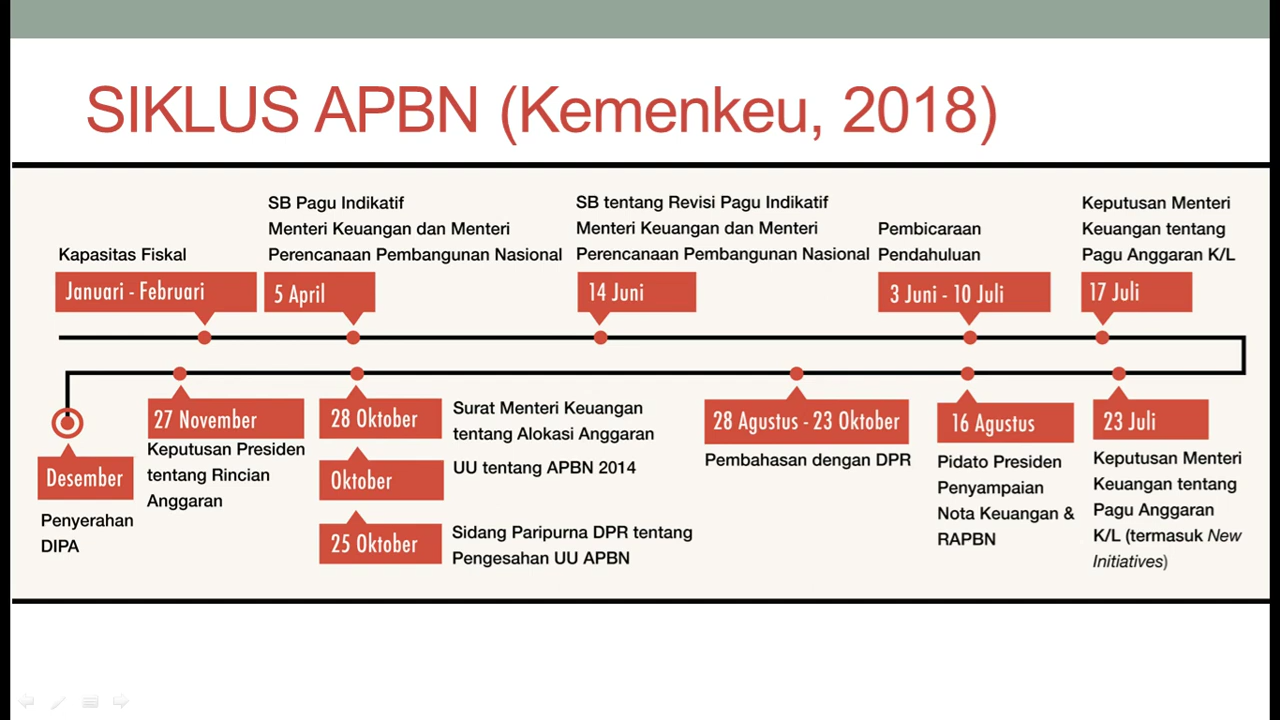 SIKLUS APBN (Kemenkeu, 2018)
Kapasitas Fiskal
Januari - Februari
SB Pagu Indikatif
Menteri Keuangan dan Menteri
Perencanaan Pembangunan Nasional
5 April
SB tentang Revisi Pagu Indikatif
Menteri Keuangan dan Menteri
Perencanaan Pembangunan Nasional
14 Juni
Pembicaraan
Pendahuluan
3 Juni - 10 Juli
Keputusan Menteri
Keuangan tentang
Pagu Anggaran K/L
17 Juli
23 Juli
Keputusan Menteri
Keuangan tentang
Pagu Anggaran
K/L (termasuk New
Initiatives)
16 Agustus
Pidato Presiden
Penyampaian
Nota Keuangan &
RAPBN
28 Agustus - 23 Oktober
Pembahasan dengan DPR
28 Oktober
Surat Menteri Keuangan
tentang Alokasi Anggaran
Oktober
UU tentang APBN 2014
25 Oktober
Sidang Paripurna DPR tentang
Pengesahan UU APBN
27 November
Keputusan Presiden
tentang Rincian
Anggaran
Desember
Penyerahan
DIPA